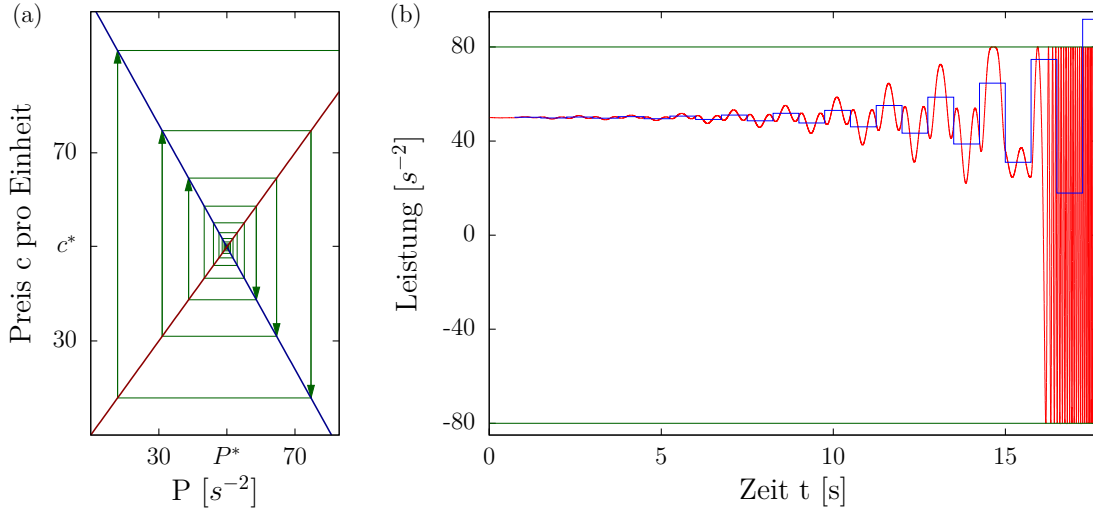 (a)
Preis c pro Einheit
70
c*
30
30
P*
70
P [s⁻²]
(b)
Leistung [s⁻²]
80
40
0
-40
-80
0
5
10
15
Zeit t [s]